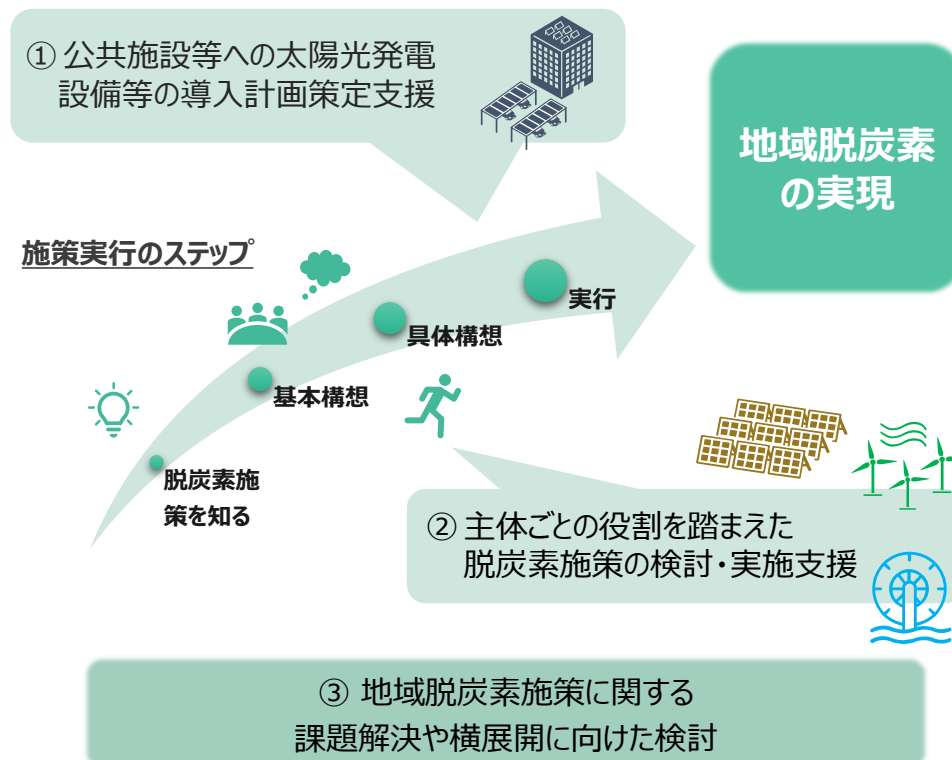 ① 公共施設等への太陽光発電
設備等の導入計画策定支援
地域脱炭素
の実現
施策実行のステップ
実行
具体構想
基本構想
脱炭素施
策を知る
② 主体ごとの役割を踏まえた
脱炭素施策の検討・実施支援
③ 地域脱炭素施策に関する
課題解決や横展開に向けた検討